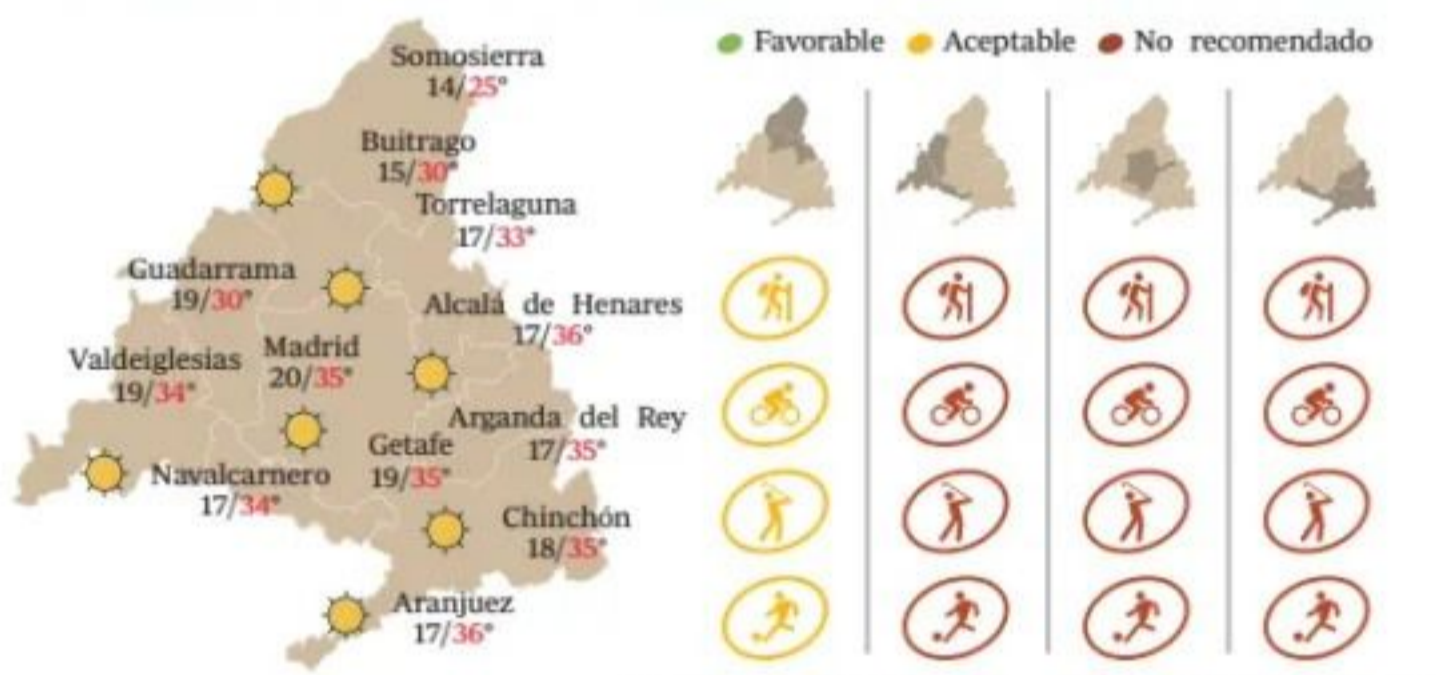 Somosierra
14/25°
Buitrago
15/30°
Torrelaguna
17/33°
Guadarrama
19/30°
Alcalá de Henares
17/36°
Valdeiglesias
19/34°
Madrid
20/35°
Arganda del Rey
17/35°
Getafe
19/35°
Navalcarnero
17/34°
Chinchón
18/35°
Aranjuez
17/36°
Favorable Aceptable No recomendado